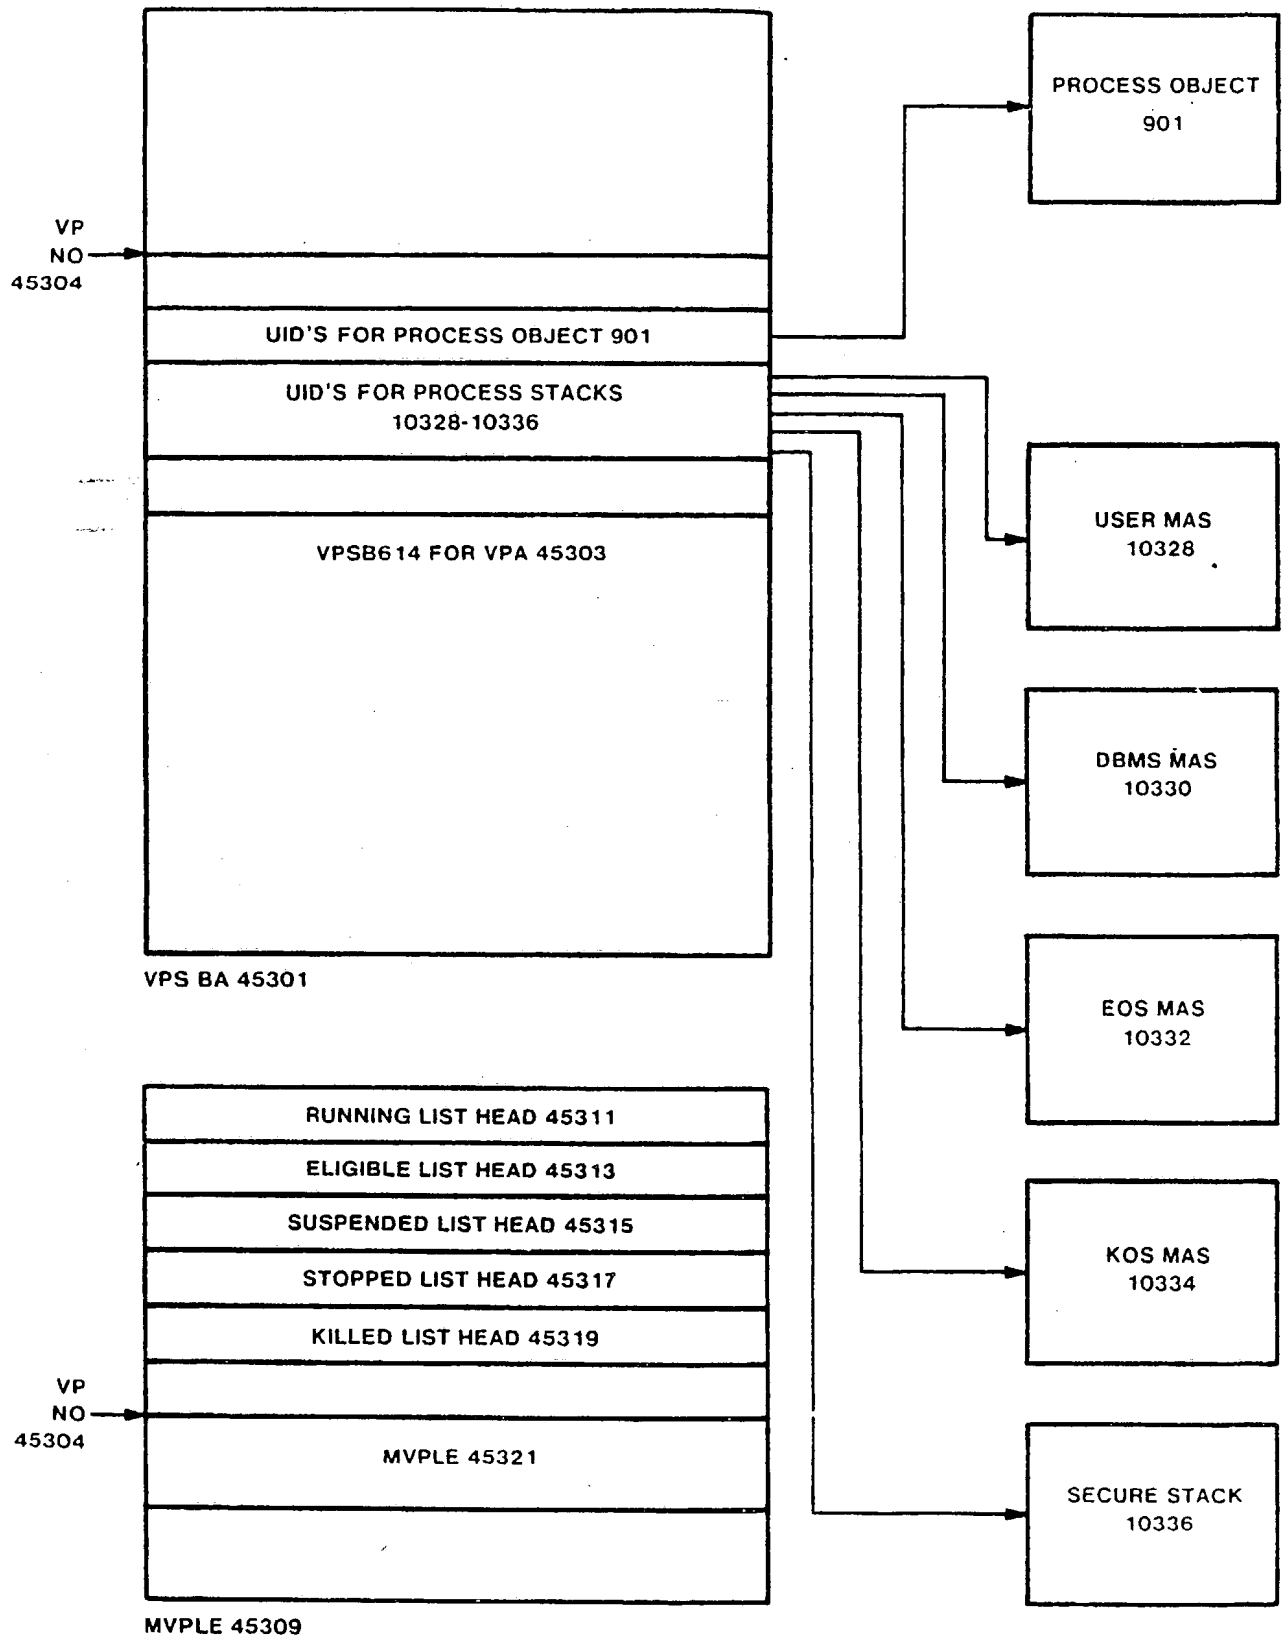 PROCESS OBJECT
901
VP
NO
45304
UID'S FOR PROCESS OBJECT 901
UID'S FOR PROCESS STACKS
10328-10336
VPSB614 FOR VPA 45303
VPS BA 45301
USER MAS
10328
DBMS MAS
10330
EOS MAS
10332
KOS MAS
10334
SECURE STACK
10336
RUNNING LIST HEAD 45311
ELIGIBLE LIST HEAD 45313
SUSPENDED LIST HEAD 45315
STOPPED LIST HEAD 45317
KILLED LIST HEAD 45319
VP
NO
45304
MVPLE 45321
MVPLE 45309